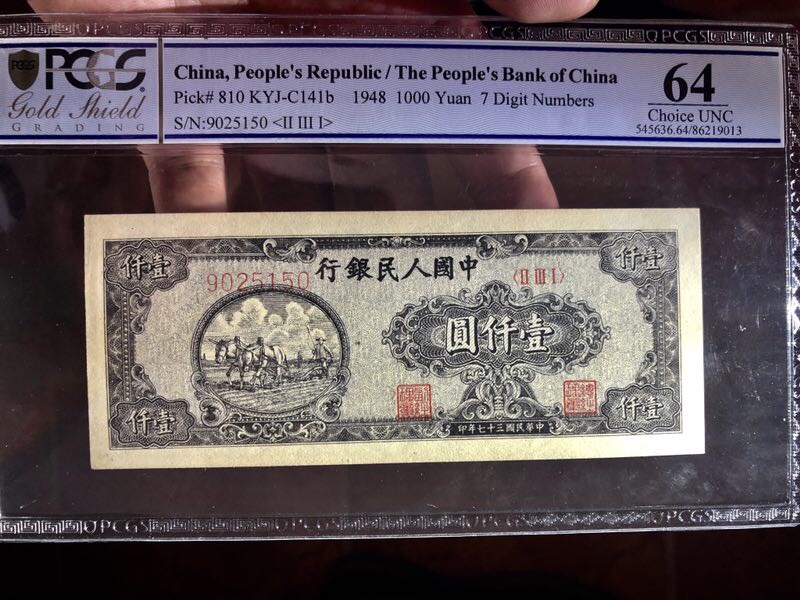 PCGS
Gold Shield
GRADING
China, People's Republic / The People's Bank of China
Pick# 810 KYJ-C141b 1948 1000 Yuan 7 Digit Numbers
S/N:9025150 <II III I>
64
Choice UNC
545636.64/86219013
行銀民人國中
9025150
〈II III I〉
仟壹
仟壹
圓仟壹
仟壹
仟壹
印年七十三國民華中